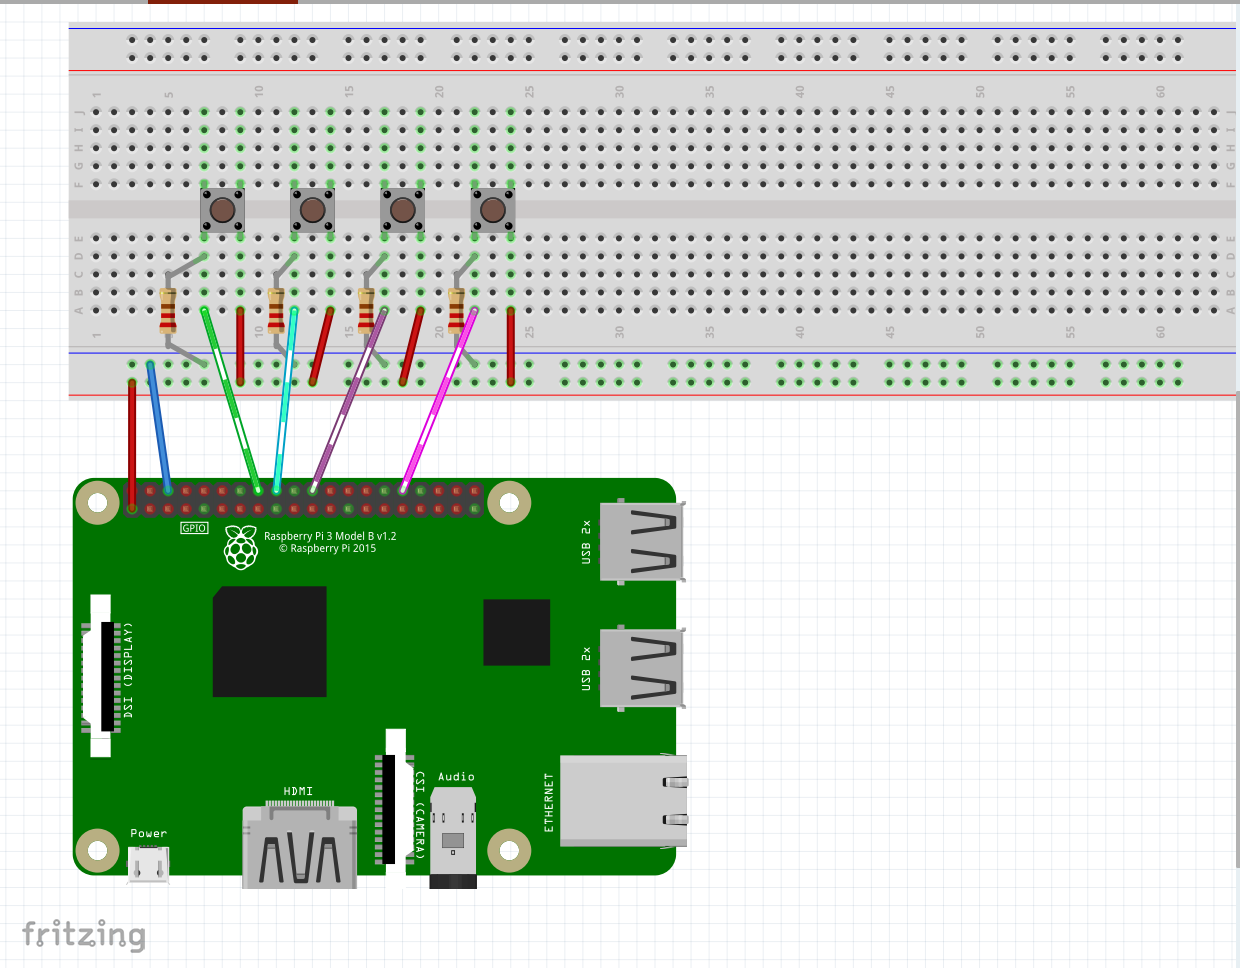 1 5 10 15 20 25 30 35 40 45 50 55 60
J J
I I
H H
G G
F F
E E
D D
C C
B B
A A
1 10 15 20 25 30 35 40 45 50 55 60
GPIO
Raspberry Pi 3 Model B v1.2
© Raspberry Pi 2015
USB 2x
DSI (DISPLAY)
USB 2x
HDMI
CSI (CAMERA)
Audio
ETHERNET
Power
fritzing